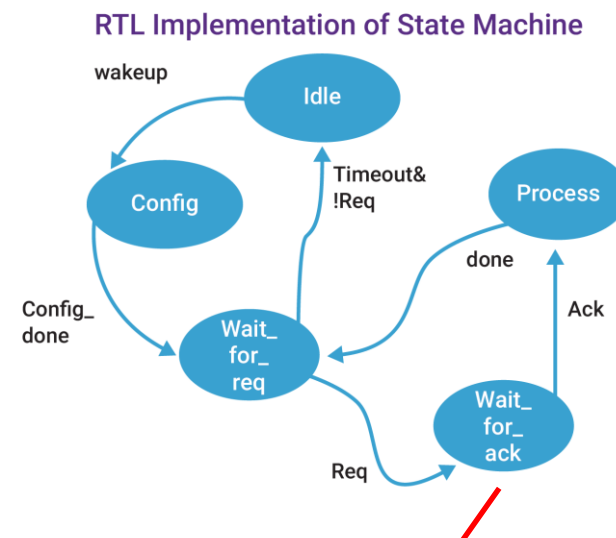 RTL Implementation of State Machine
wakeup
Idle
Timeout&
!Req
Config
Process
done
Config_
done
Wait_
for_
req
Ack
Wait_
for_
ack
Req